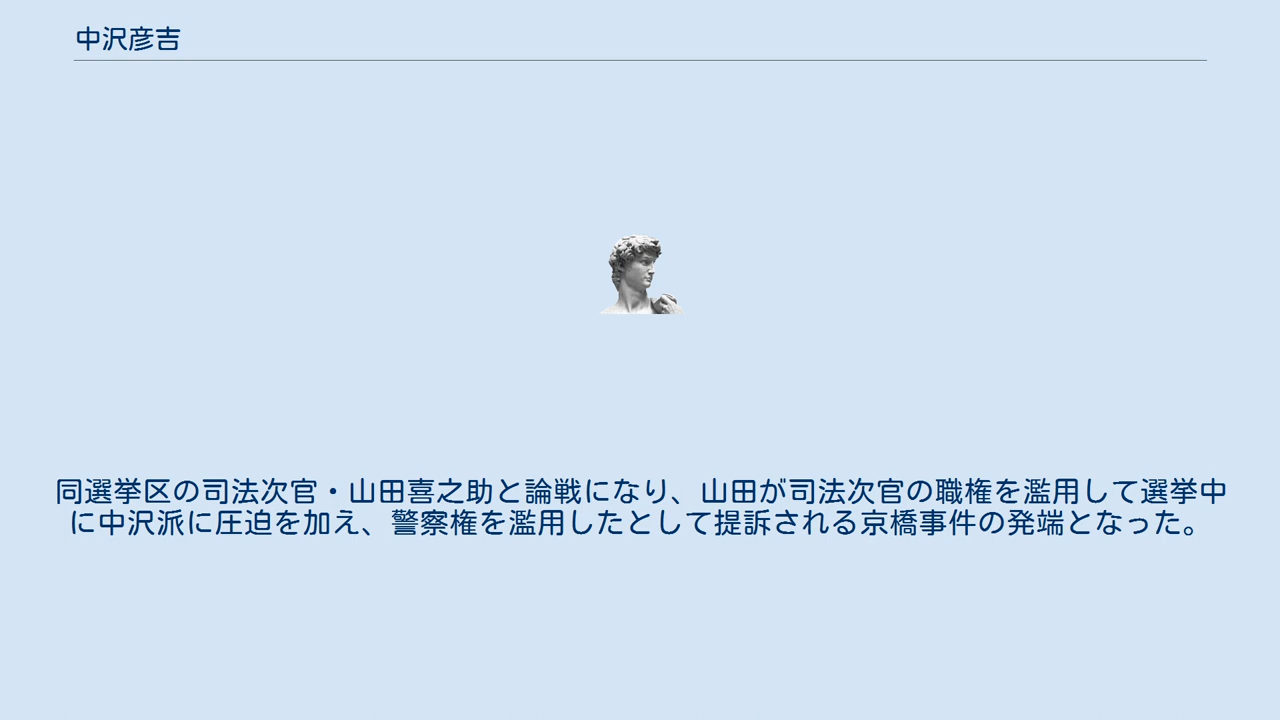 中沢彦吉
同選挙区の司法次官・山田喜之助と論戦になり、山田が司法次官の職権を濫用して選挙中
に中沢派に圧迫を加え、警察権を濫用したとして提訴される京橋事件の発端となった。